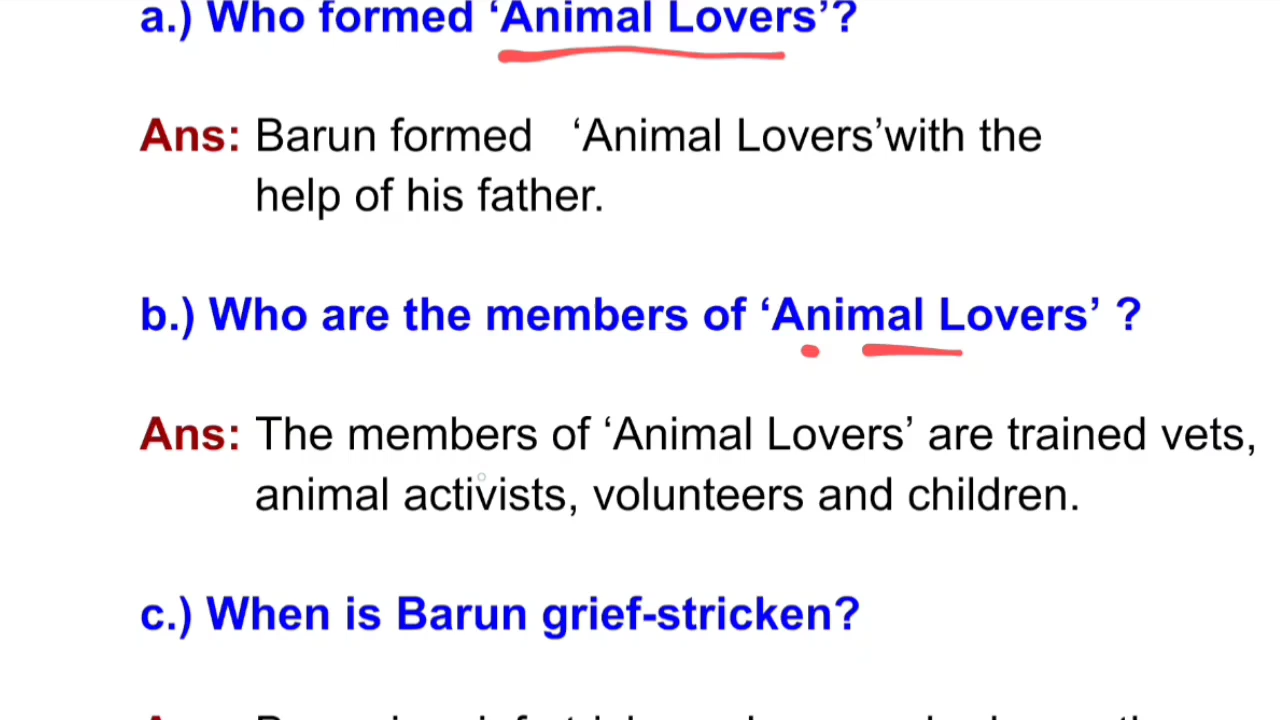 a.) Who formed ‘Animal Lovers’?
Ans: Barun formed ‘Animal Lovers’with the
help of his father.
b.) Who are the members of ‘Animal Lovers’ ?
Ans: The members of ‘Animal Lovers’ are trained vets,
animal activists, volunteers and children.
c.) When is Barun grief-stricken?